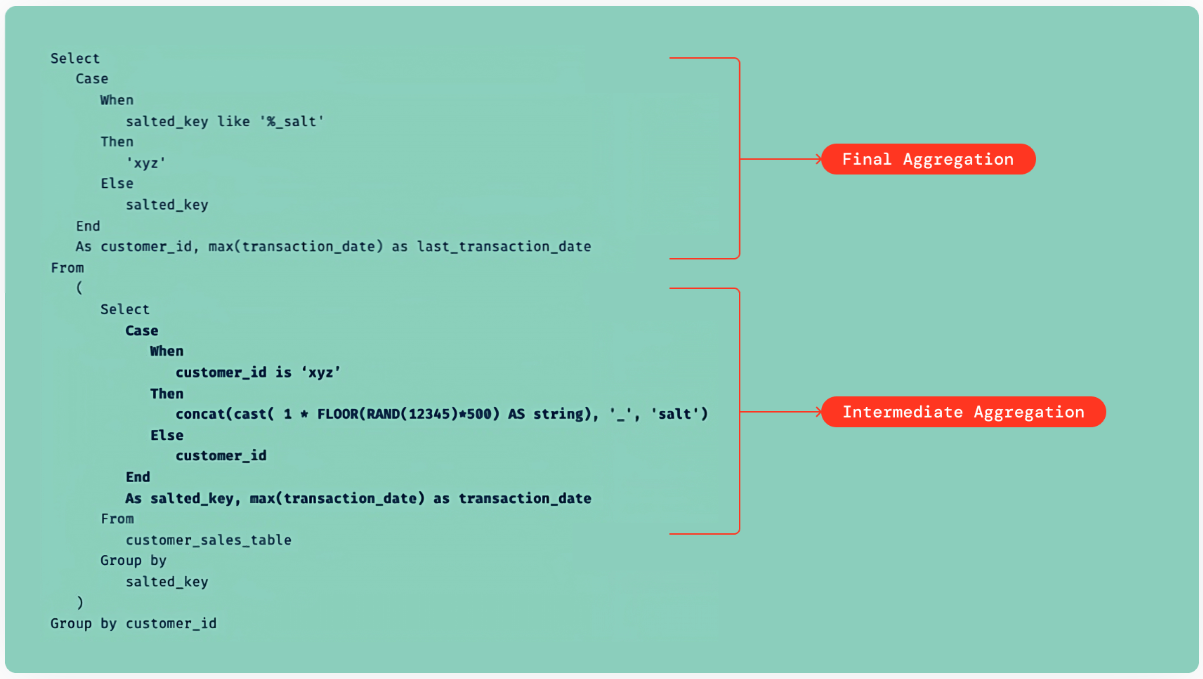 Select
Case
When
salted_key like '%_salt'
Then
'xyz'
Else
salted_key
End
As customer_id, max(transaction_date) as last_transaction_date
From
(
Select
Case
When
customer_id is ‘xyz’
Then
concat(cast( 1 * FLOOR(RAND(12345)*500) AS string), '_', 'salt')
Else
customer_id
End
As salted_key, max(transaction_date) as transaction_date
From
customer_sales_table
Group by
salted_key
)
Group by customer_id
Final Aggregation
Intermediate Aggregation